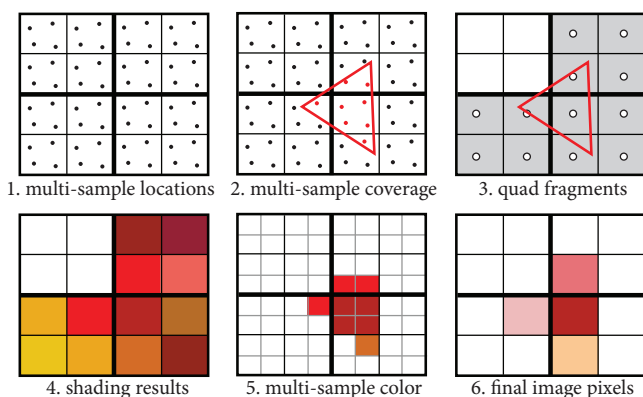 1. multi-sample locations
2. multi-sample coverage
3. quad fragments
4. shading results
5. multi-sample color
6. final image pixels